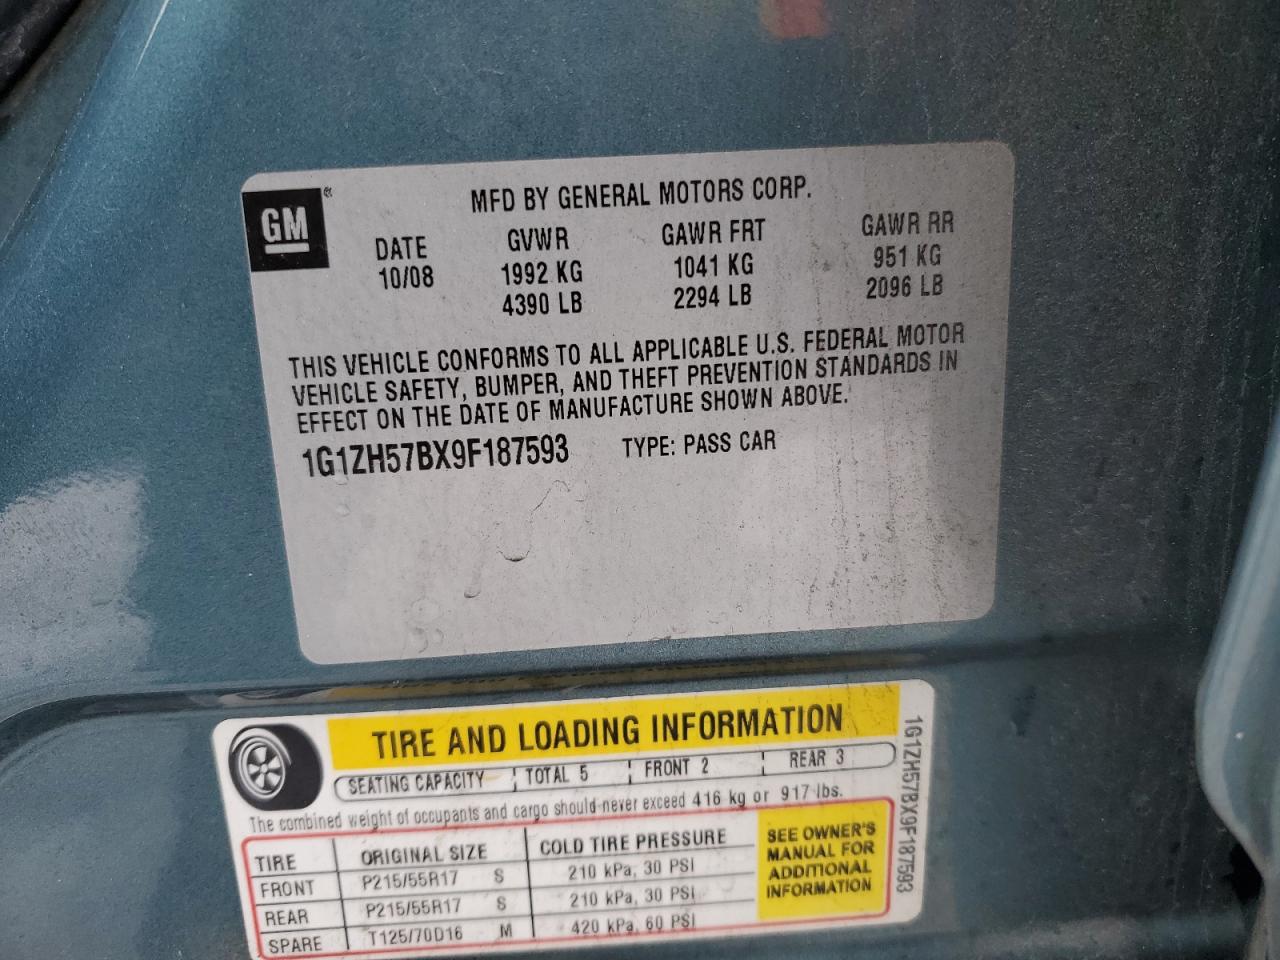 GM®
MFD BY GENERAL MOTORS CORP.
DATE GVWR GAWR FRT GAWR RR
10/08 1992 KG 1041 KG 951 KG
4390 LB 2294 LB 2096 LB
THIS VEHICLE CONFORMS TO ALL APPLICABLE U.S. FEDERAL MOTOR
VEHICLE SAFETY, BUMPER, AND THEFT PREVENTION STANDARDS IN
EFFECT ON THE DATE OF MANUFACTURE SHOWN ABOVE.
1G1ZH57BX9F187593 TYPE: PASS CAR
TIRE AND LOADING INFORMATION
SEATING CAPACITY TOTAL 5 FRONT 2 REAR 3
The combined weight of occupants and cargo should never exceed 416 kg or 917 lbs.
TIRE ORIGINAL SIZE COLD TIRE PRESSURE
FRONT P215/55R17 S 210 kPa, 30 PSI
REAR P215/55R17 S 210 kPa, 30 PSI
SPARE T125/70D16 M 420 kPa, 60 PSI
SEE OWNER'S
MANUAL FOR
ADDITIONAL
INFORMATION
1G1ZH57BX9F187593